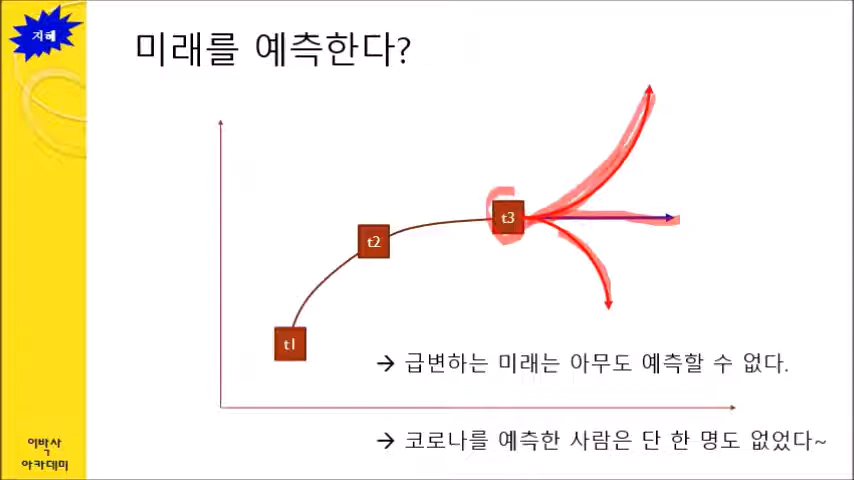 지혜
미래를 예측한다?
t3
t2
t1
→ 급변하는 미래는 아무도 예측할 수 없다.
→ 코로나를 예측한 사람은 단 한 명도 없었다~
이박사
아카데미